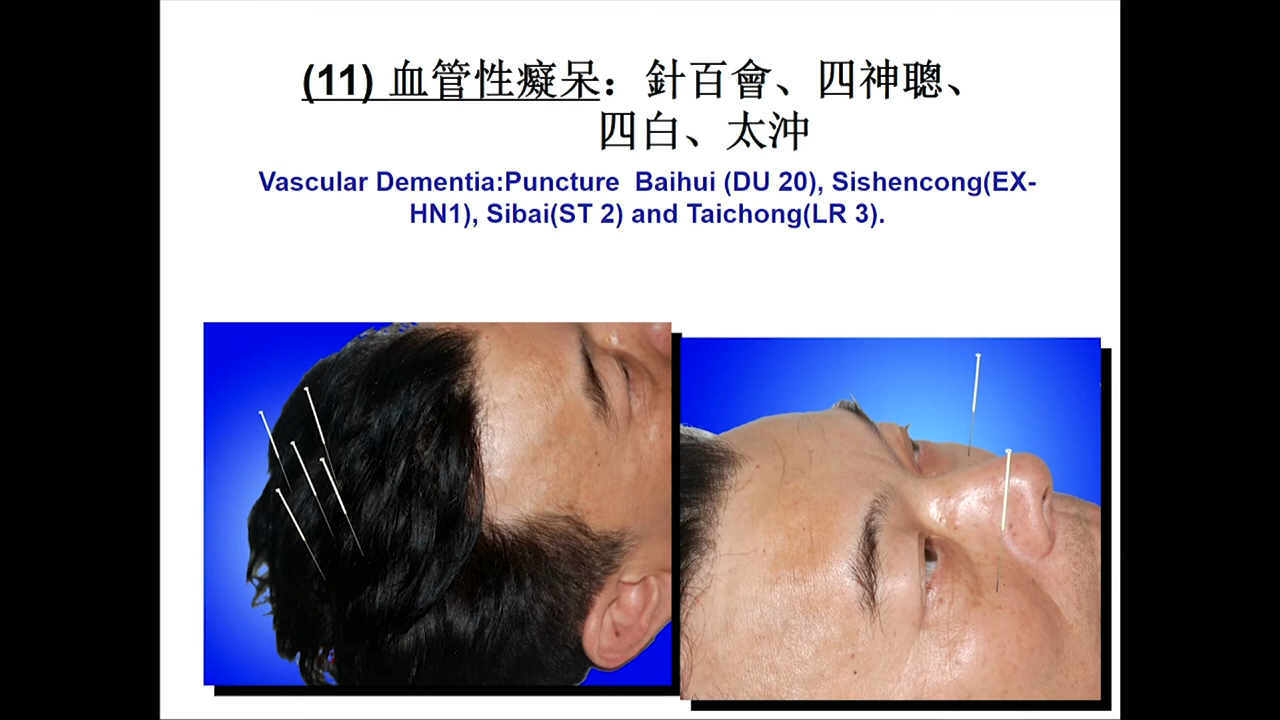 (11) 血管性癡呆：針百會、四神聰、
四白、太沖
Vascular Dementia:Puncture  Baihui (DU 20), Sishencong(EX-
HN1), Sibai(ST 2) and Taichong(LR 3).